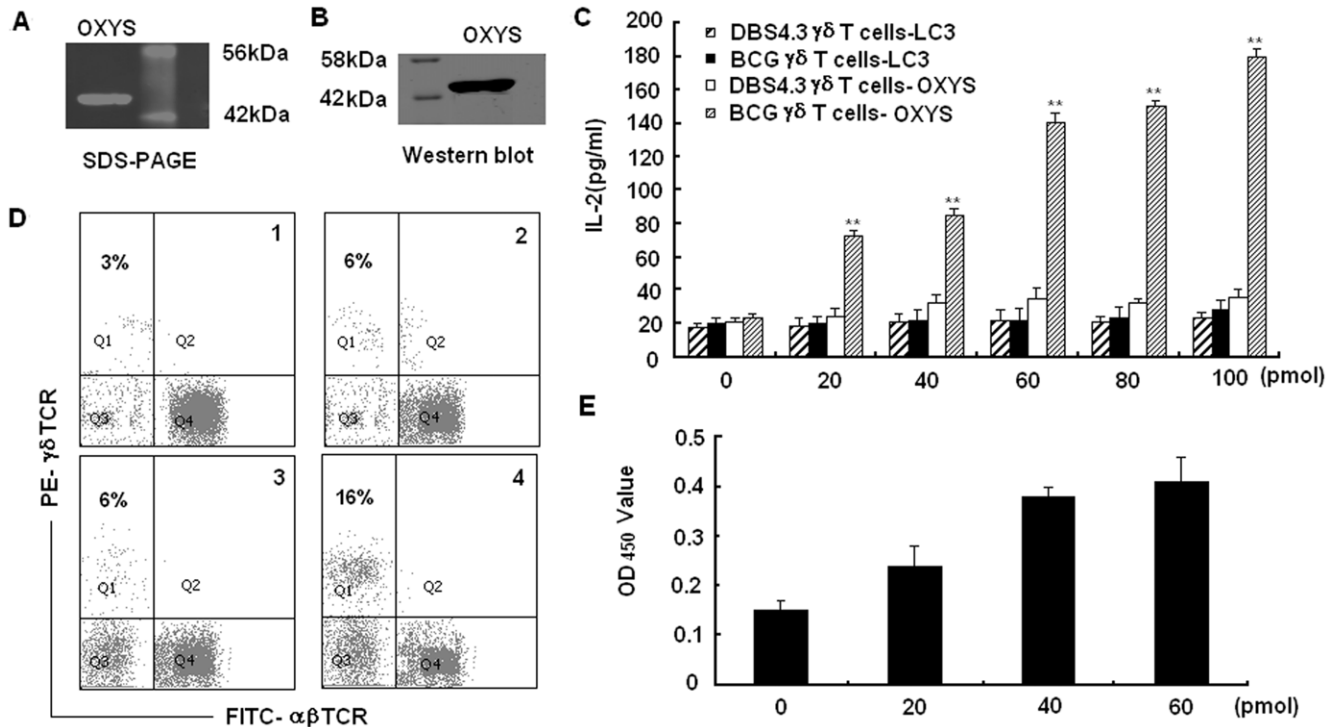 A
OXYS
56kDa
42kDa
SDS-PAGE
B
OXYS
58kDa
42kDa
Western blot
C
DBS4.3 γδ T cells-LC3
BCG γδ T cells-LC3
DBS4.3 γδ T cells- OXYS
BCG γδ T cells- OXYS
IL-2(pg/ml)
200
180
160
140
120
100
80
60
40
20
0
** ** ** ** **
0 20 40 60 80 100 (pmol)
D
1
3%
Q1 Q2
Q3 Q4
2
6%
Q1 Q2
Q3 Q4
3
6%
Q1 Q2
Q3 Q4
4
16%
Q1 Q2
Q3 Q4
PE- γδTCR
FITC- αβTCR
E
OD450 Value
0.5
0.4
0.3
0.2
0.1
0
0 20 40 60 (pmol)